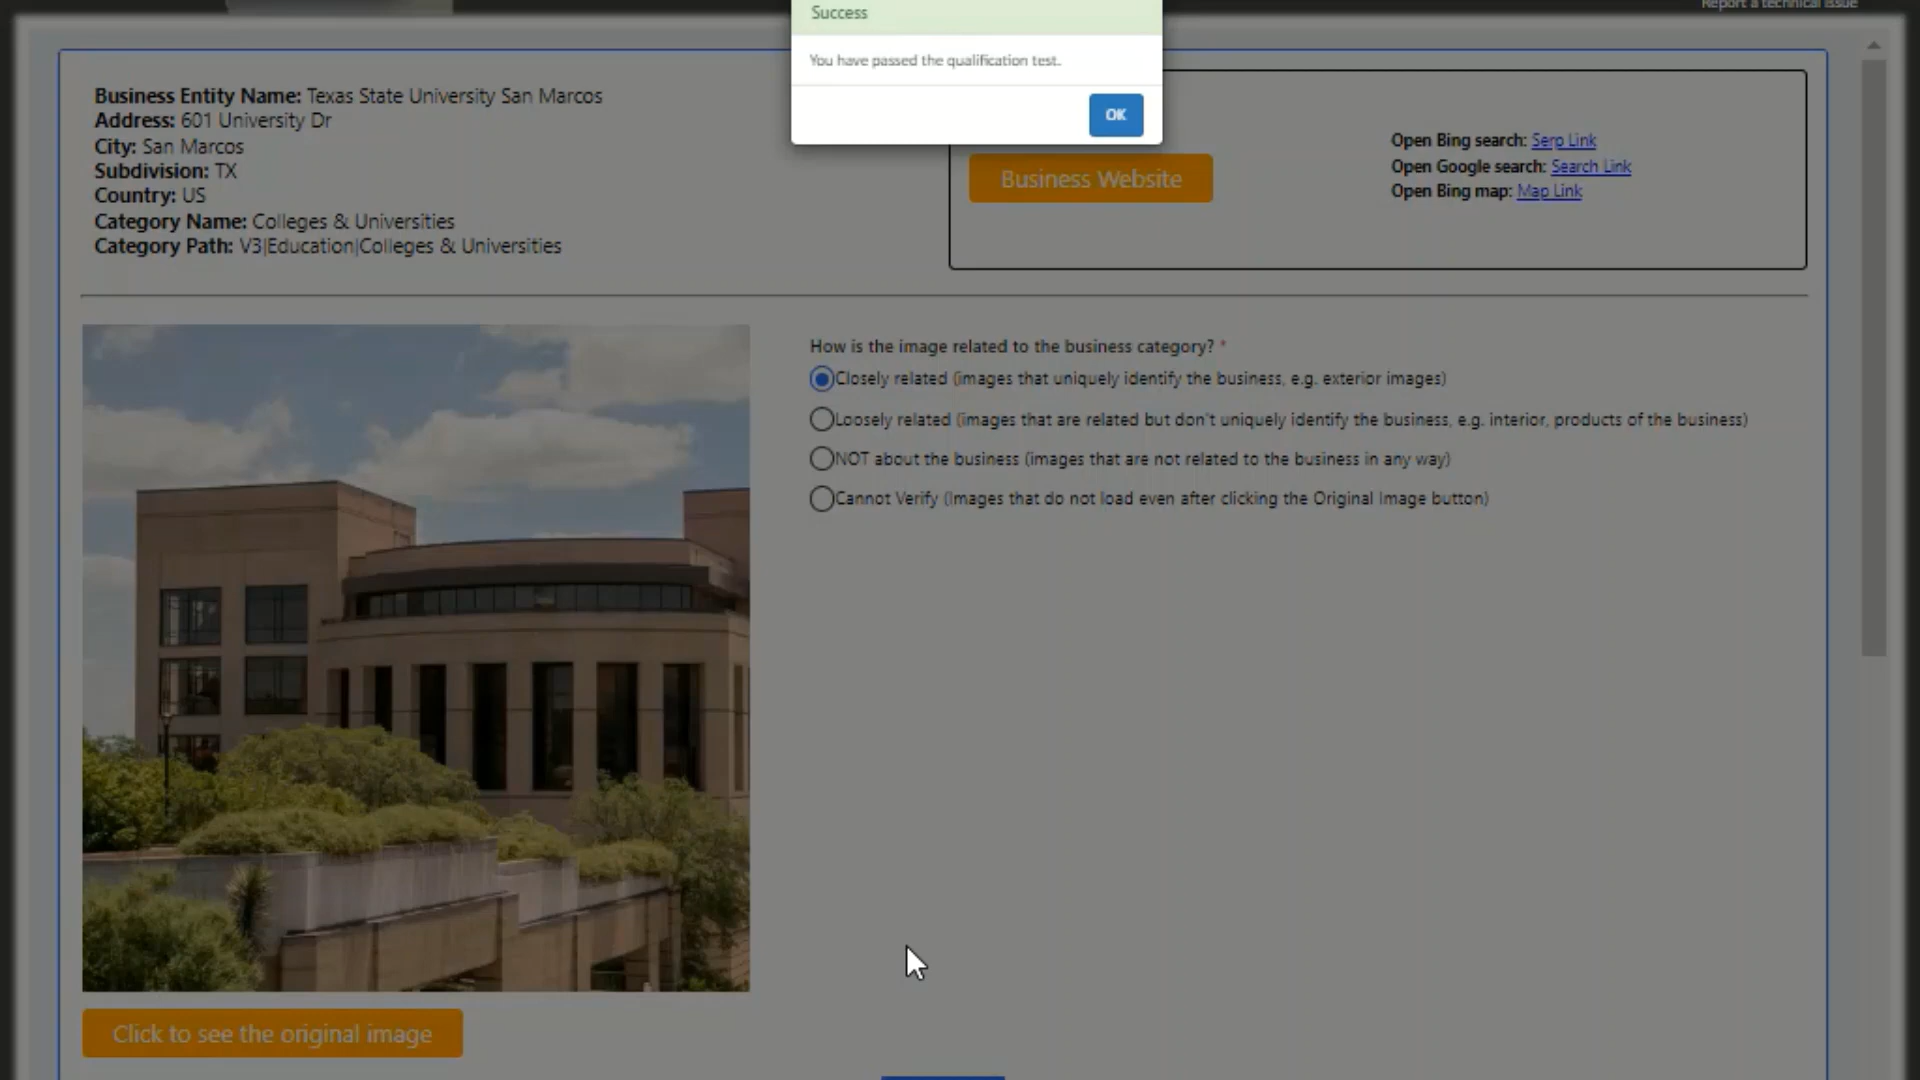 Report a technical issue
Success
You have passed the qualification test.
OK
Business Entity Name: Texas State University San Marcos
Address: 601 University Dr
City: San Marcos
Subdivision: TX
Country: US
Category Name: Colleges & Universities
Category Path: V3|Education|Colleges & Universities
Business Website
Open Bing search: Serp Link
Open Google search: Search Link
Open Bing map: Map Link
How is the image related to the business category? *
Closely related (images that uniquely identify the business, e.g. exterior images)
Loosely related (images that are related but don't uniquely identify the business, e.g. interior, products of the business)
NOT about the business (images that are not related to the business in any way)
Cannot Verify (Images that do not load even after clicking the Original Image button)
Click to see the original image